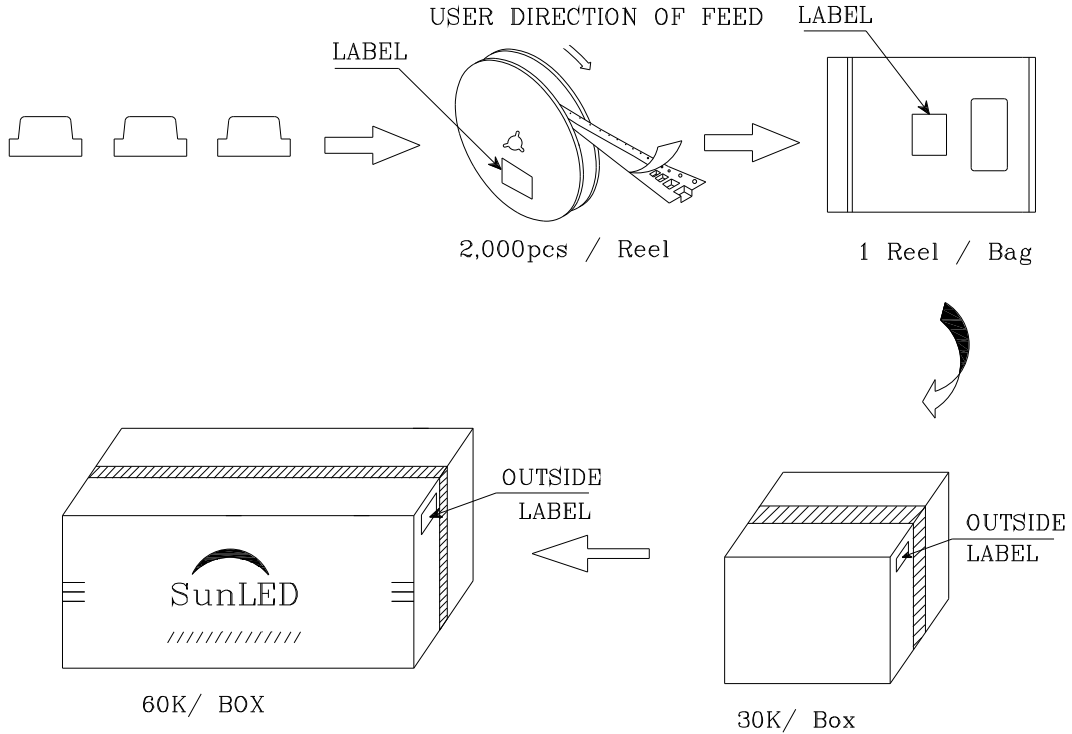 USER DIRECTION OF FEED
LABEL
LABEL
2,000pcs / Reel
1 Reel / Bag
OUTSIDE
LABEL
OUTSIDE
LABEL
SunLED
60K/ BOX
30K/ Box